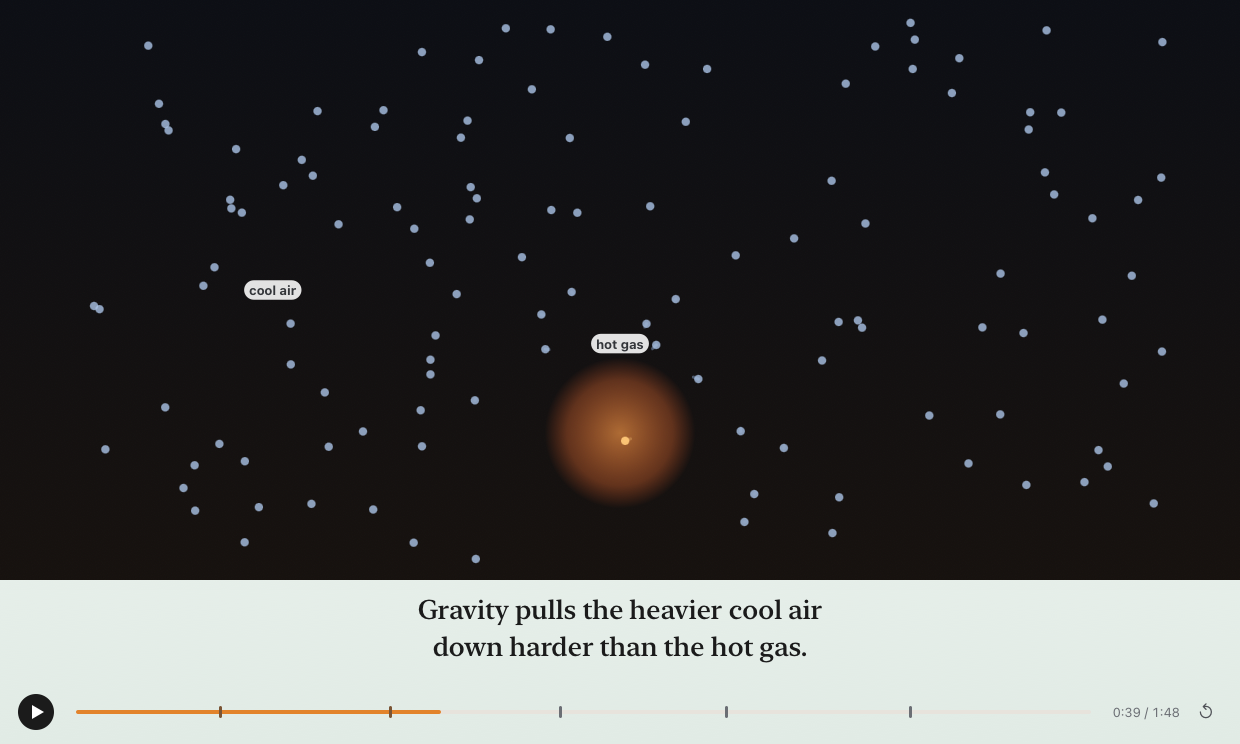 cool air
hot gas
Gravity pulls the heavier cool air
down harder than the hot gas.
0:39 / 1:48